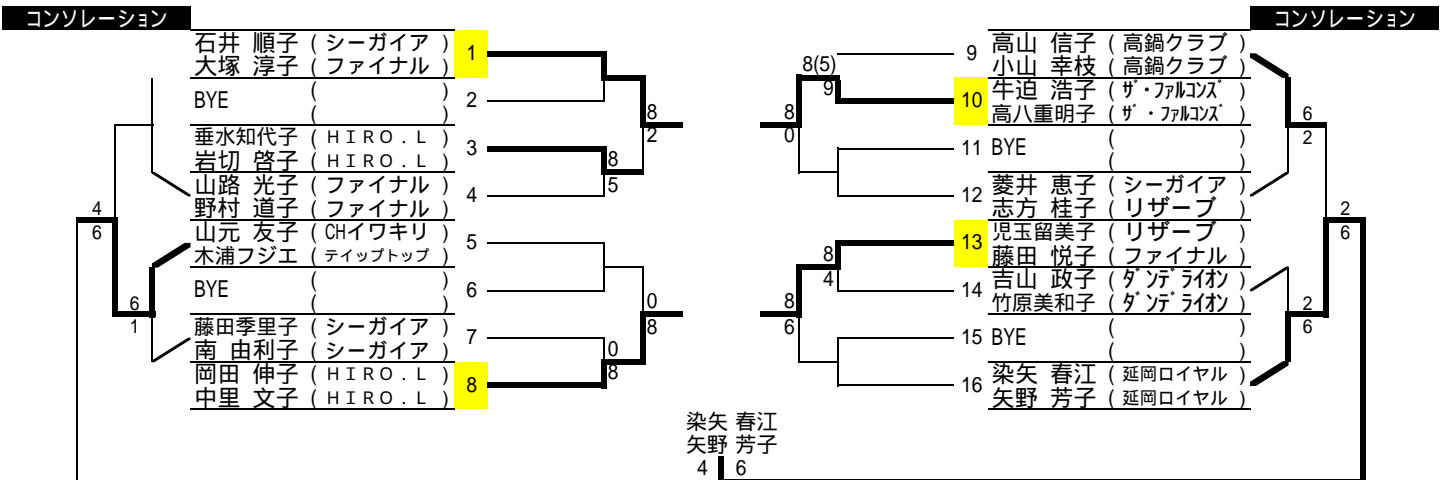 コンソレーション
コンソレーション
石井 順子 ( シーガイア )
大塚 淳子 ( ファイナル )
1
BYE ( )
( )
2
垂水知代子 ( ＨＩＲＯ．Ｌ )
岩切 啓子 ( ＨＩＲＯ．Ｌ )
3
山路 光子 ( ファイナル )
野村 道子 ( ファイナル )
4
山元 友子 ( CHイワキリ )
木浦フジエ ( テイップトップ )
5
BYE ( )
( )
6
藤田季里子 ( シーガイア )
南 由利子 ( シーガイア )
7
岡田 伸子 ( ＨＩＲＯ．Ｌ )
中里 文子 ( ＨＩＲＯ．Ｌ )
8
4
6
6
1
8
2
8
5
0
8
0
8
8(5)
9
8
0
8
4
8
6
9
高山 信子 ( 高鍋クラブ )
小山 幸枝 ( 高鍋クラブ )
10
牛迫 浩子 ( ザ・ファルコンズ )
高八重明子 ( ザ・ファルコンズ )
11 BYE ( )
( )
12
菱井 恵子 ( シーガイア )
志方 桂子 ( リザーブ )
13
児玉留美子 ( リザーブ )
藤田 悦子 ( ファイナル )
14
吉山 政子 ( ダンデライオン )
竹原美和子 ( ダンデライオン )
15 BYE ( )
( )
16
染矢 春江 ( 延岡ロイヤル )
矢野 芳子 ( 延岡ロイヤル )
6
2
2
6
2
6
染矢 春江
矢野 芳子
4 6